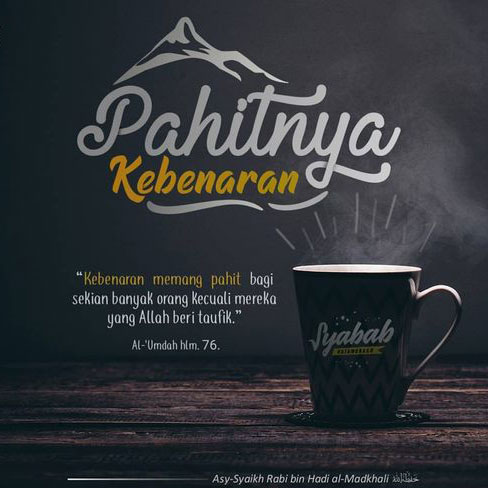 Pahitnya
Kebenaran
“Kebenaran memang pahit bagi
sekian banyak orang kecuali mereka
yang Allah beri taufik.”
Al-'Umdah hlm. 76.
Syabab
Asy-Syaikh Rabi bin Hadi al-Madkhali